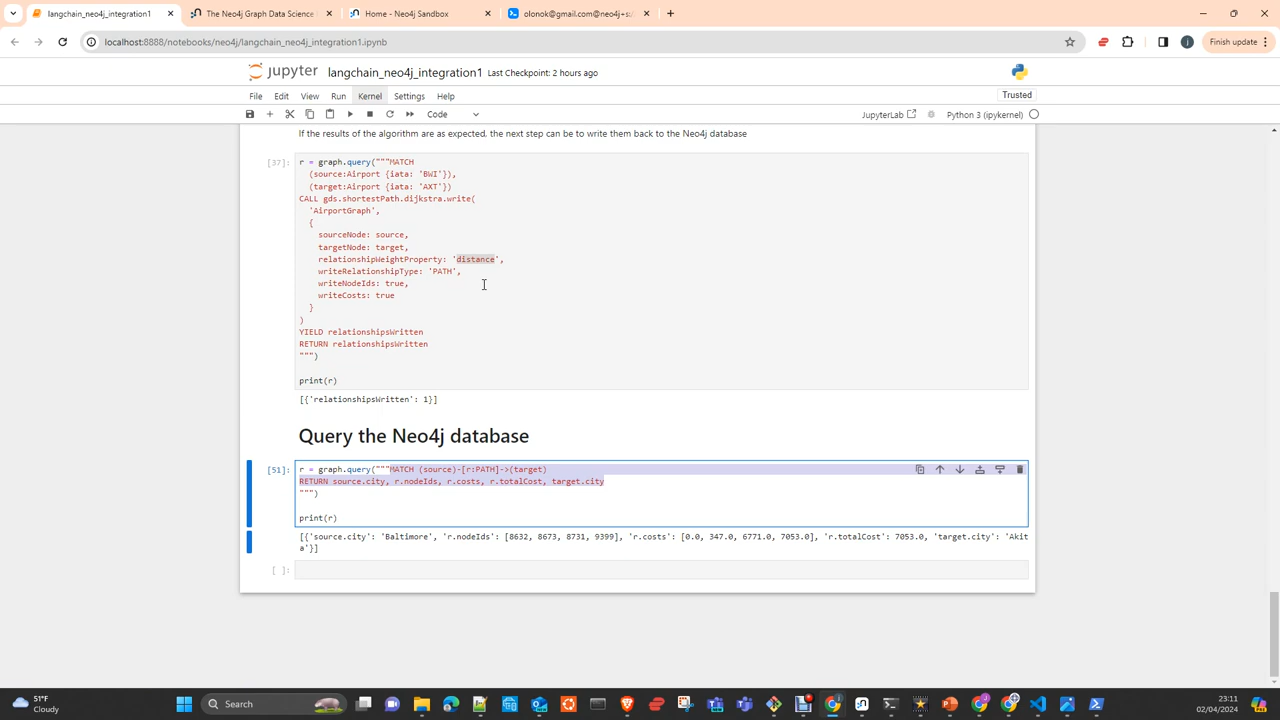 langchain_neo4j_integration1
The Neo4j Graph Data Science
Home - Neo4j Sandbox
olonok@gmail.com@neo4j+s
localhost:8888/notebooks/neo4j/langchain_neo4j_integration1.ipynb
Finish update
jupyter langchain_neo4j_integration1 Last Checkpoint: 2 hours ago
File Edit View Run Kernel Settings Help
Trusted
Code
JupyterLab
Python 3 (ipykernel)
If the results of the algorithm are as expected. the next step can be to write them back to the Neo4j database
[37]: r = graph.query("""MATCH
(source:Airport {iata: 'BWI'}),
(target:Airport {iata: 'AXT'})
CALL gds.shortestPath.dijkstra.write(
'AirportGraph',
{
sourceNode: source,
targetNode: target,
relationshipWeightProperty: 'distance',
writeRelationshipType: 'PATH',
writeNodeIds: true,
writeCosts: true
}
)
YIELD relationshipsWritten
RETURN relationshipsWritten
""")
print(r)
[{'relationshipsWritten': 1}]
Query the Neo4j database
[51]: r = graph.query("""MATCH (source)-[r:PATH]->(target)
RETURN source.city, r.nodeIds, r.costs, r.totalCost, target.city
""")
print(r)
[{'source.city': 'Baltimore', 'r.nodeIds': [8632, 8673, 8731, 9399], 'r.costs': [0.0, 347.0, 6771.0, 7053.0], 'r.totalCost': 7053.0, 'target.city': 'Akit
a'}]
[ ]:
51°F
Cloudy
Search
23:11
02/04/2024